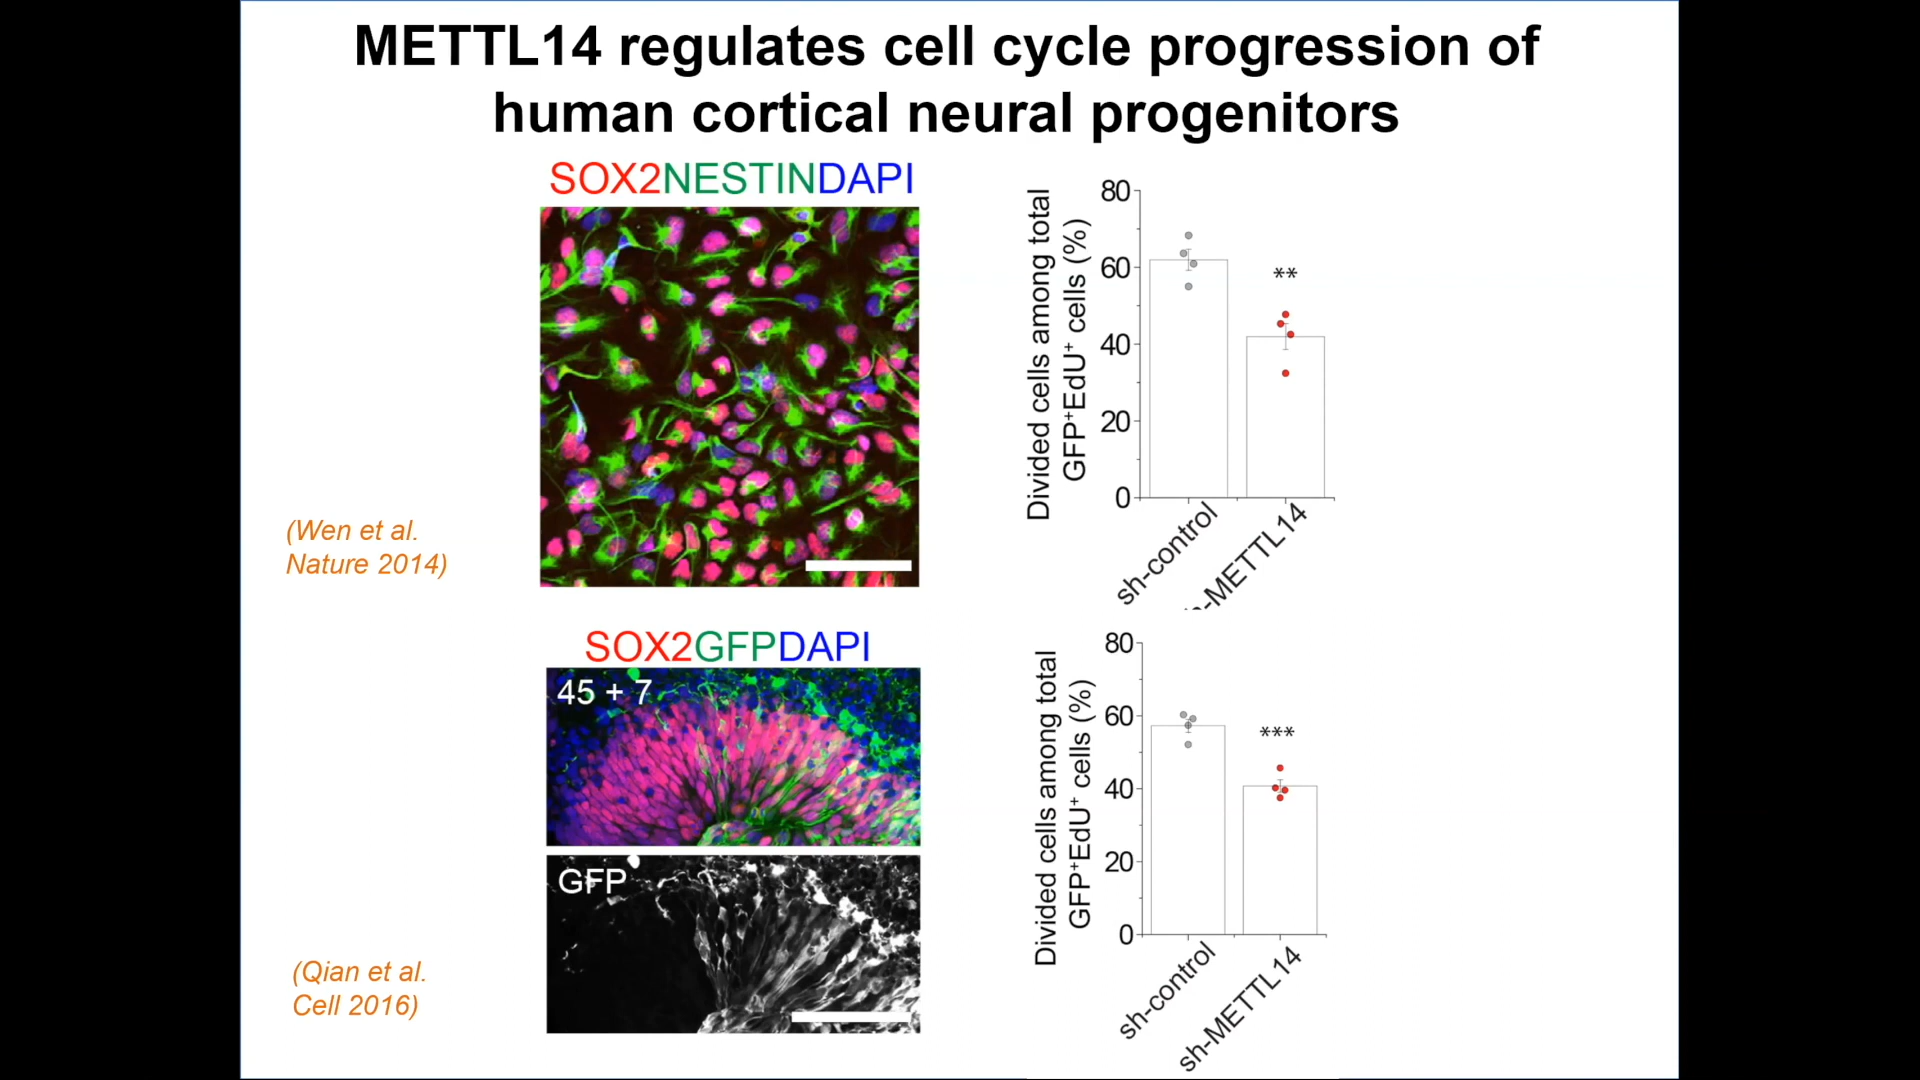 METTL14 regulates cell cycle progression of
human cortical neural progenitors
SOX2NESTINDAPI
(Wen et al.
Nature 2014)
Divided cells among total
GFP⁺EdU⁺ cells (%)
80
60
40
20
0
**
sh-control
-METTL14
SOX2GFPDAPI
45 + 7
GFP
(Qian et al.
Cell 2016)
Divided cells among total
GFP⁺EdU⁺ cells (%)
80
60
40
20
0
***
sh-control
sh-METTL14